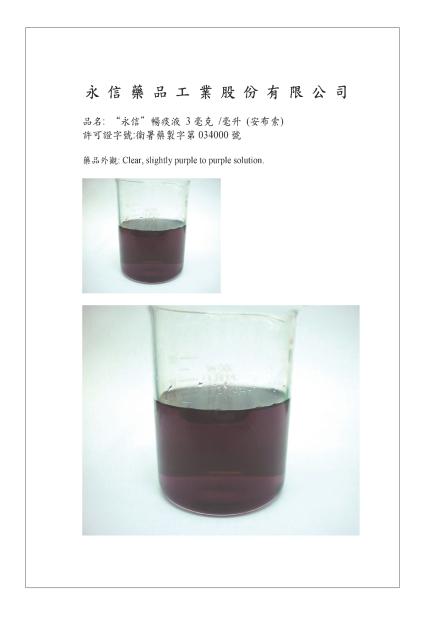 永信藥品工業股份有限公司
品名: “永信”暢痰液 3 毫克 /毫升 (安布索)
許可證字號:衛署藥製字第 034000 號
藥品外觀: Clear, slightly purple to purple solution.